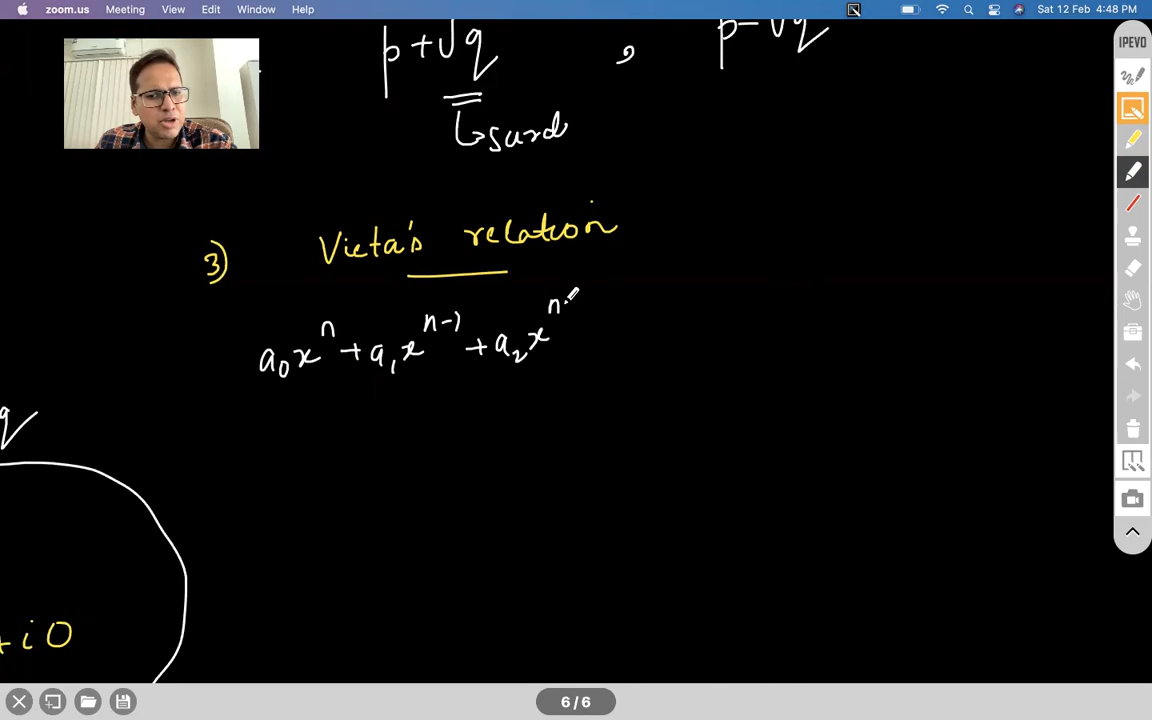 zoom.us Meeting View Edit Window Help Sat 12 Feb 4:48 PM
IPEVO
p+√q , p-√q
↳surd
3) Vieta's relation
a₀xⁿ + a₁xⁿ⁻¹ + a₂xⁿ
q
+i0
6/6